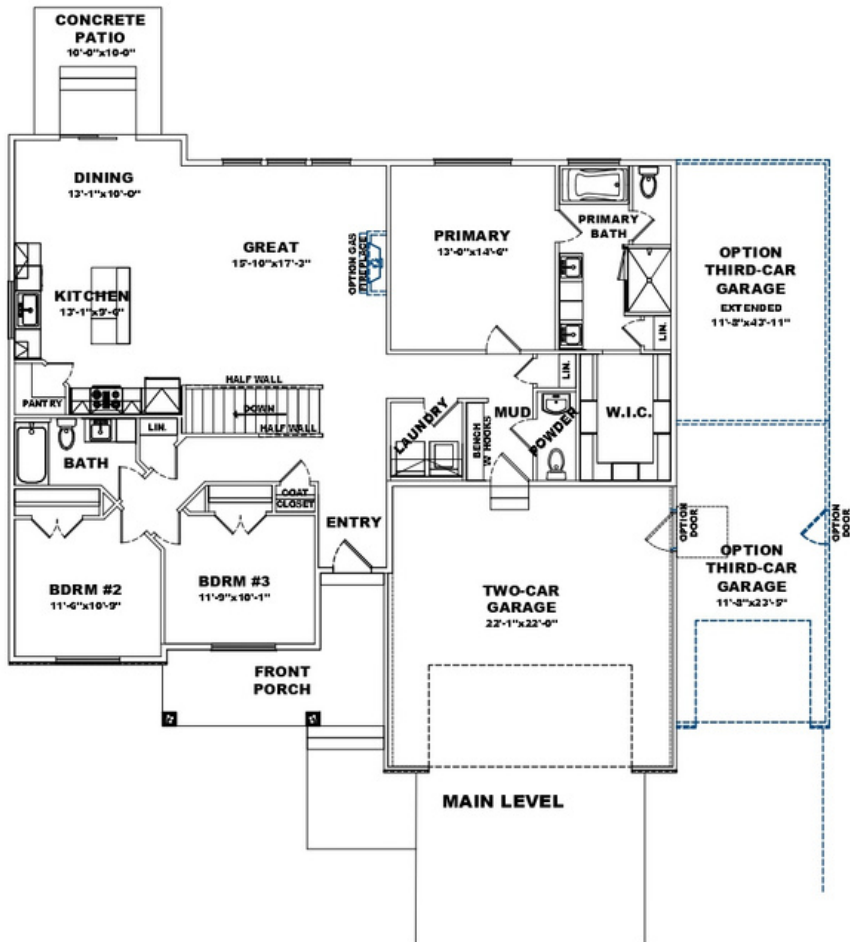 CONCRETE
PATIO
10'-0"x10-0"
DINING
13'-1"x10'-0"
GREAT
15'-10"x17'-3"
OPTION GAS
FIREPLACE
PRIMARY
13'-0"x14'-6"
PRIMARY
BATH
OPTION
THIRD-CAR
GARAGE
EXTENDED
11'-8"x43'-11"
KITCHEN
13'-1"x9'-6"
LIN.
PANTRY
HALF WALL
DOWN
HALF WALL
LAUNDRY
BENCH
W HOOKS
MUD
LIN.
POWDER
W.I.C.
LIN.
BATH
COAT
CLOSET
ENTRY
OPTION
DOOR
OPTION
DOOR
BDRM #2
11'-6"x10'-9"
BDRM #3
11'-9"x10'-1"
TWO-CAR
GARAGE
22'-1"x22'-0"
OPTION
THIRD-CAR
GARAGE
11'-8"x23'-5"
FRONT
PORCH
MAIN LEVEL